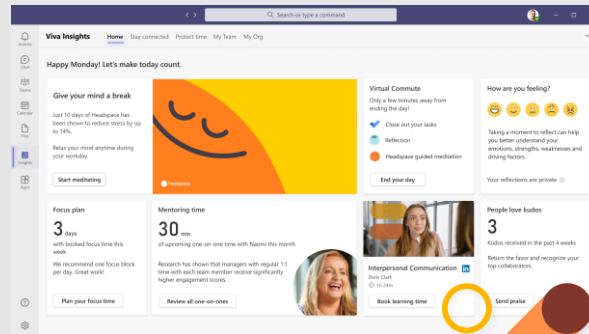 Search or type a command
Activity
Chat
Teams
Calendar
Files
Insights
Apps
Viva Insights
Home
Stay connected
Protect time
My Team
My Org
Happy Monday! Let's make today count.
Give your mind a break
Just 10 days of Headspace has
been shown to reduce stress by up
to 14%.
Relax your mind anytime during
your workday.
Start meditating
headspace
Virtual Commute
Only a few minutes away from
ending the day!
Close out your tasks
Reflection
Headspace guided meditation
End your day
How are you feeling?
Taking a moment to reflect can help
you better understand your
emotions, strengths, weaknesses and
driving factors.
Your reflections are private
Focus plan
3 days
with booked focus time this
week
We recommend one focus block
per day. Great work!
Plan your focus time
Mentoring time
30 min
of upcoming one-on-one time with Naomi this month
Research has shown that managers with regular 1:1
time with each team member receive significantly
higher engagement scores.
Review all one-on-ones
Interpersonal Communication in
Doris Clark
1h 24m
Book learning time
People love kudos
3
Kudos received in the past 4 weeks
Return the favor and recognize your
top collaborators.
Send praise